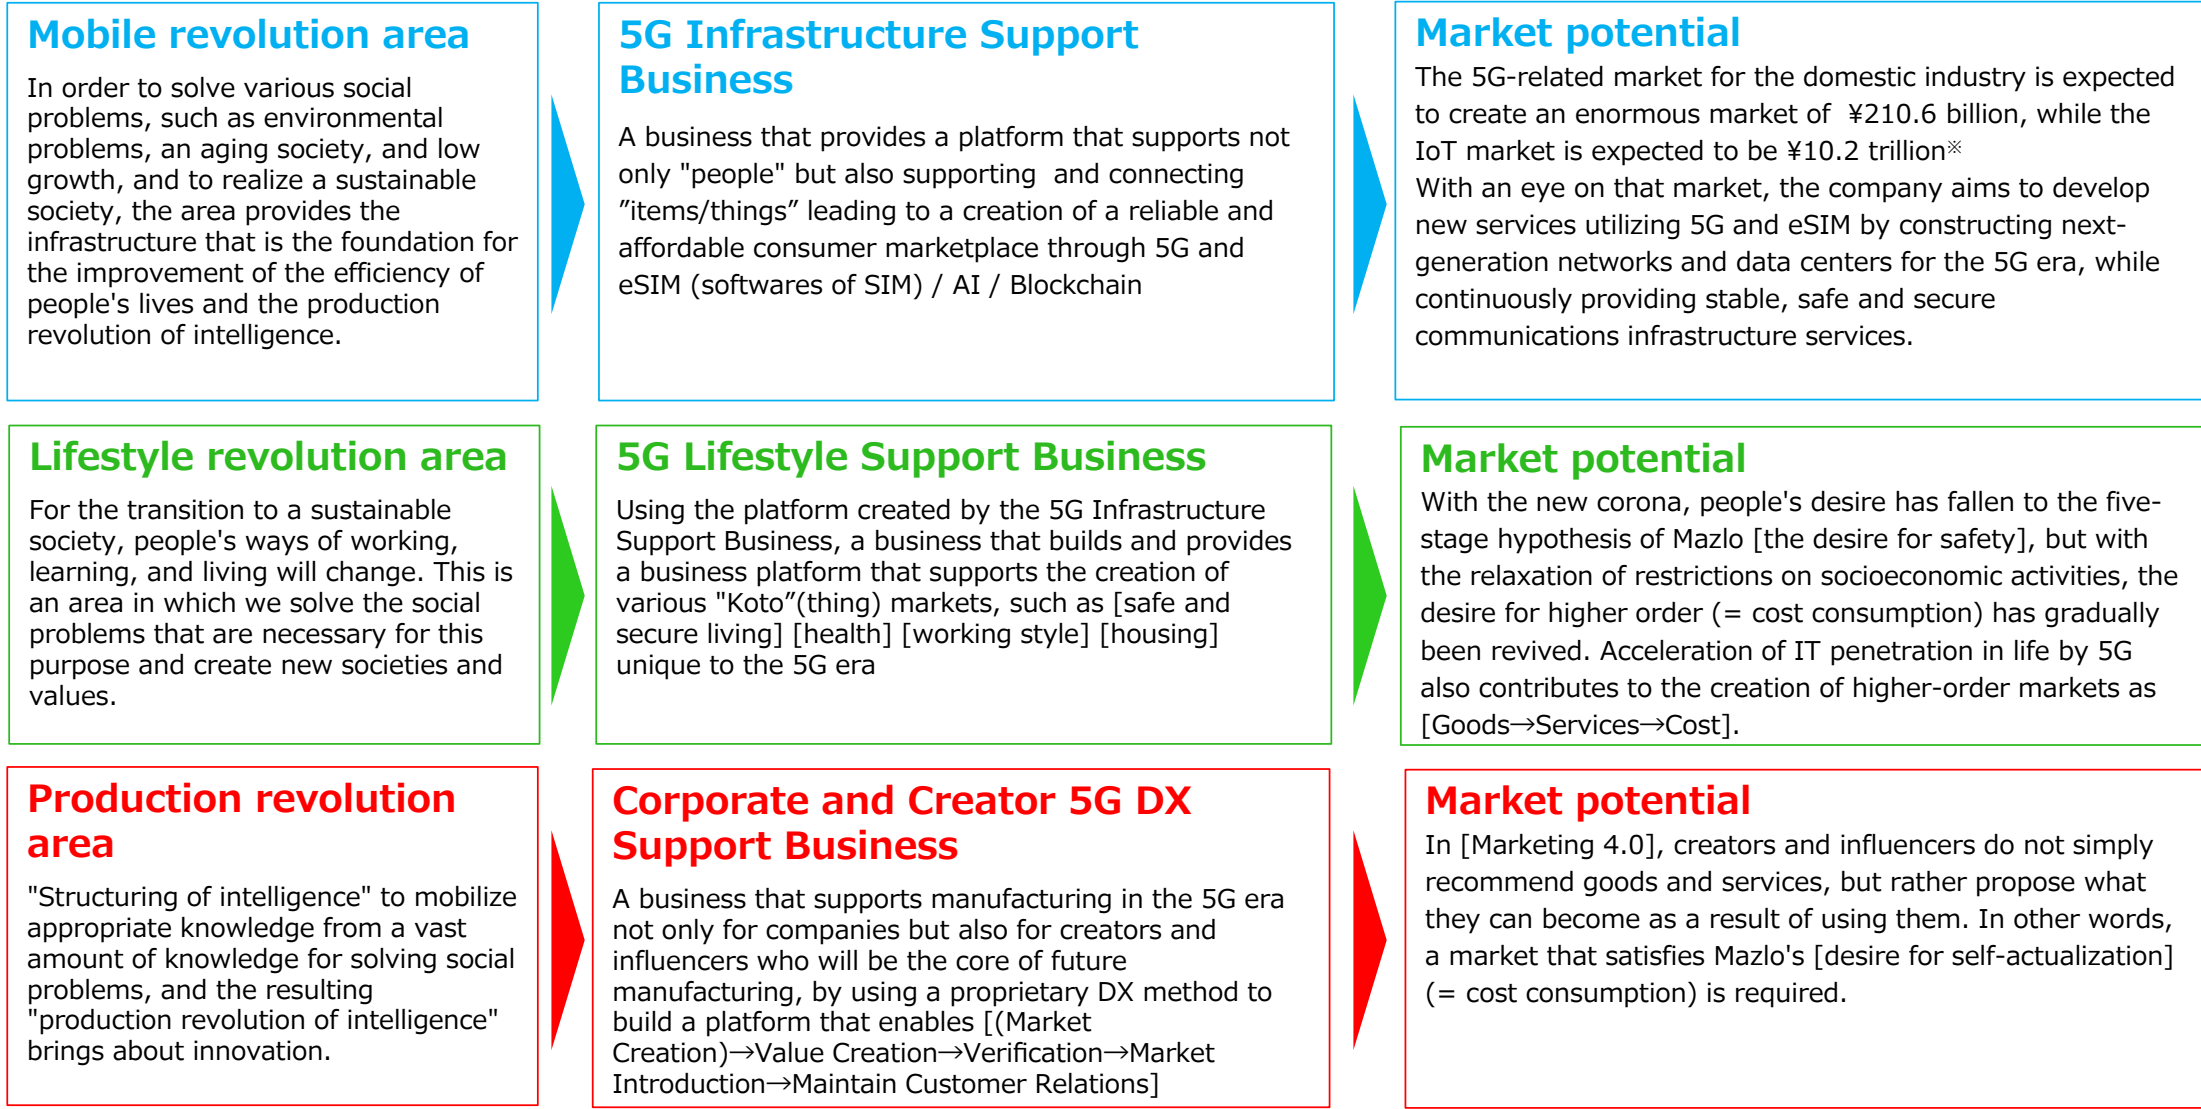 Mobile revolution area
In order to solve various social
problems, such as environmental
problems, an aging society, and low
growth, and to realize a sustainable
society, the area provides the
infrastructure that is the foundation for
the improvement of the efficiency of
people's lives and the production
revolution of intelligence.
5G Infrastructure Support
Business
A business that provides a platform that supports not
only "people" but also supporting  and connecting
”items/things” leading to a creation of a reliable and
affordable consumer marketplace through 5G and
eSIM (softwares of SIM) / AI / Blockchain
Market potential
The 5G-related market for the domestic industry is expected
to create an enormous market of  ¥210.6 billion, while the
IoT market is expected to be ¥10.2 trillion※
With an eye on that market, the company aims to develop
new services utilizing 5G and eSIM by constructing next-
generation networks and data centers for the 5G era, while
continuously providing stable, safe and secure
communications infrastructure services.
Lifestyle revolution area
For the transition to a sustainable
society, people's ways of working,
learning, and living will change. This is
an area in which we solve the social
problems that are necessary for this
purpose and create new societies and
values.
5G Lifestyle Support Business
Using the platform created by the 5G Infrastructure
Support Business, a business that builds and provides
a business platform that supports the creation of
various "Koto”(thing) markets, such as [safe and
secure living] [health] [working style] [housing]
unique to the 5G era
Market potential
With the new corona, people's desire has fallen to the five-
stage hypothesis of Mazlo [the desire for safety], but with
the relaxation of restrictions on socioeconomic activities, the
desire for higher order (= cost consumption) has gradually
been revived. Acceleration of IT penetration in life by 5G
also contributes to the creation of higher-order markets as
[Goods→Services→Cost].
Production revolution
area
"Structuring of intelligence" to mobilize
appropriate knowledge from a vast
amount of knowledge for solving social
problems, and the resulting
"production revolution of intelligence"
brings about innovation.
Corporate and Creator 5G DX
Support Business
A business that supports manufacturing in the 5G era
not only for companies but also for creators and
influencers who will be the core of future
manufacturing, by using a proprietary DX method to
build a platform that enables [(Market
Creation)→Value Creation→Verification→Market
Introduction→Maintain Customer Relations]
Market potential
In [Marketing 4.0], creators and influencers do not simply
recommend goods and services, but rather propose what
they can become as a result of using them. In other words,
a market that satisfies Mazlo's [desire for self-actualization]
(= cost consumption) is required.